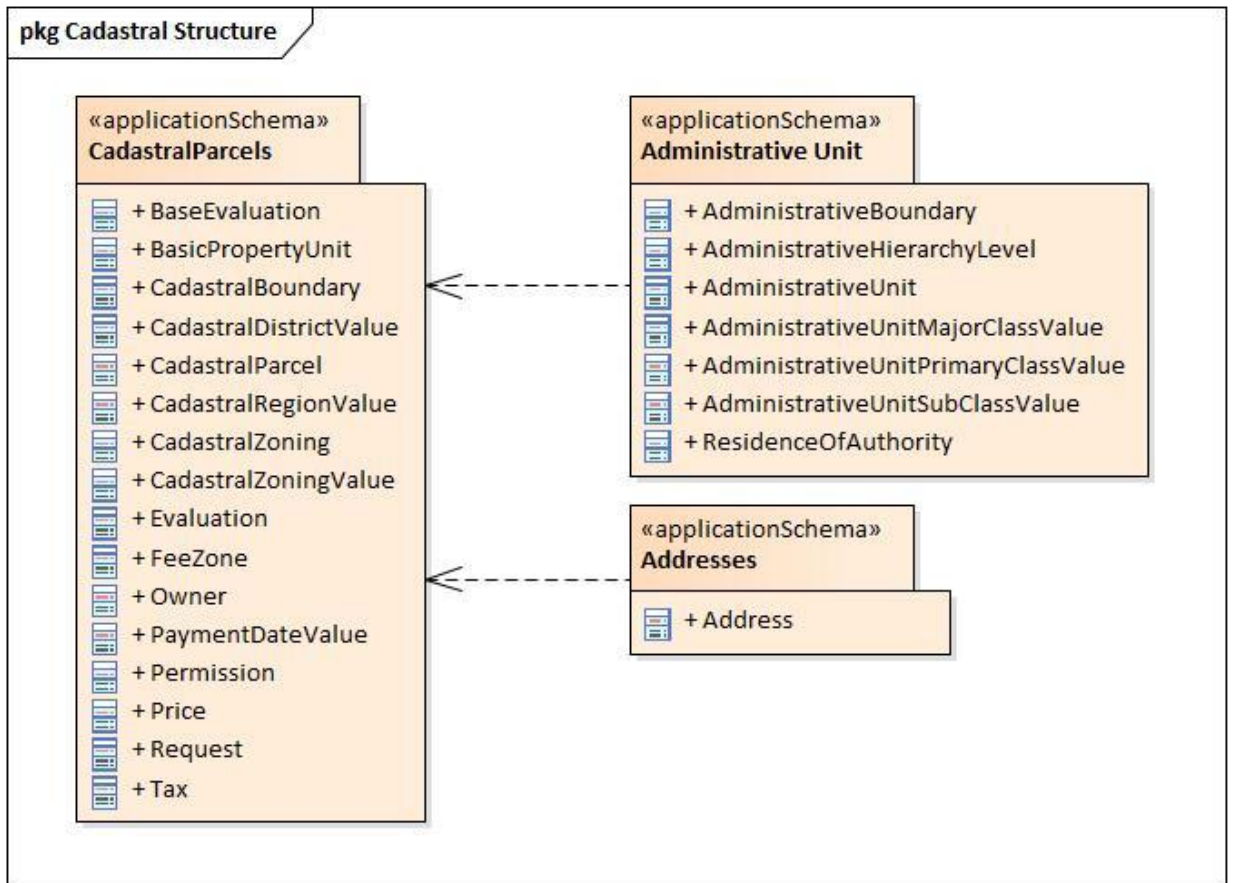 pkg Cadastral Structure
«applicationSchema»
CadastralParcels
+ BaseEvaluation
+ BasicPropertyUnit
+ CadastralBoundary
+ CadastralDistrictValue
+ CadastralParcel
+ CadastralRegionValue
+ CadastralZoning
+ CadastralZoningValue
+ Evaluation
+ FeeZone
+ Owner
+ PaymentDateValue
+ Permission
+ Price
+ Request
+ Tax
«applicationSchema»
Administrative Unit
+ AdministrativeBoundary
+ AdministrativeHierarchyLevel
+ AdministrativeUnit
+ AdministrativeUnitMajorClassValue
+ AdministrativeUnitPrimaryClassValue
+ AdministrativeUnitSubClassValue
+ ResidenceOfAuthority
«applicationSchema»
Addresses
+ Address